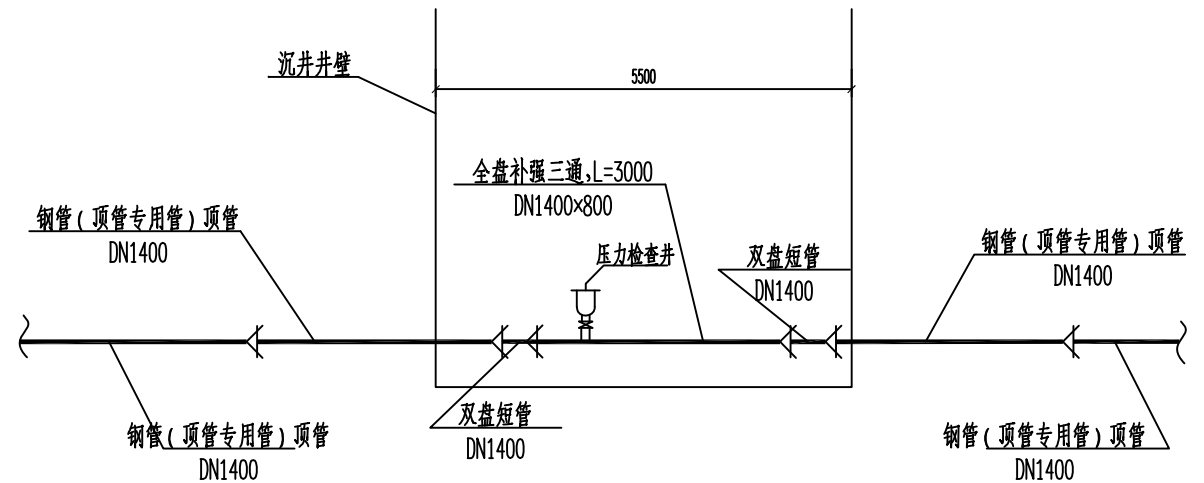 沉井井壁
5500
全盘补强三通,L=3000
DN1400×800
钢管(顶管专用管)顶管
DN1400
压力检查井
双盘短管
DN1400
钢管(顶管专用管)顶管
DN1400
钢管(顶管专用管)顶管
DN1400
双盘短管
DN1400
钢管(顶管专用管)顶管
DN1400